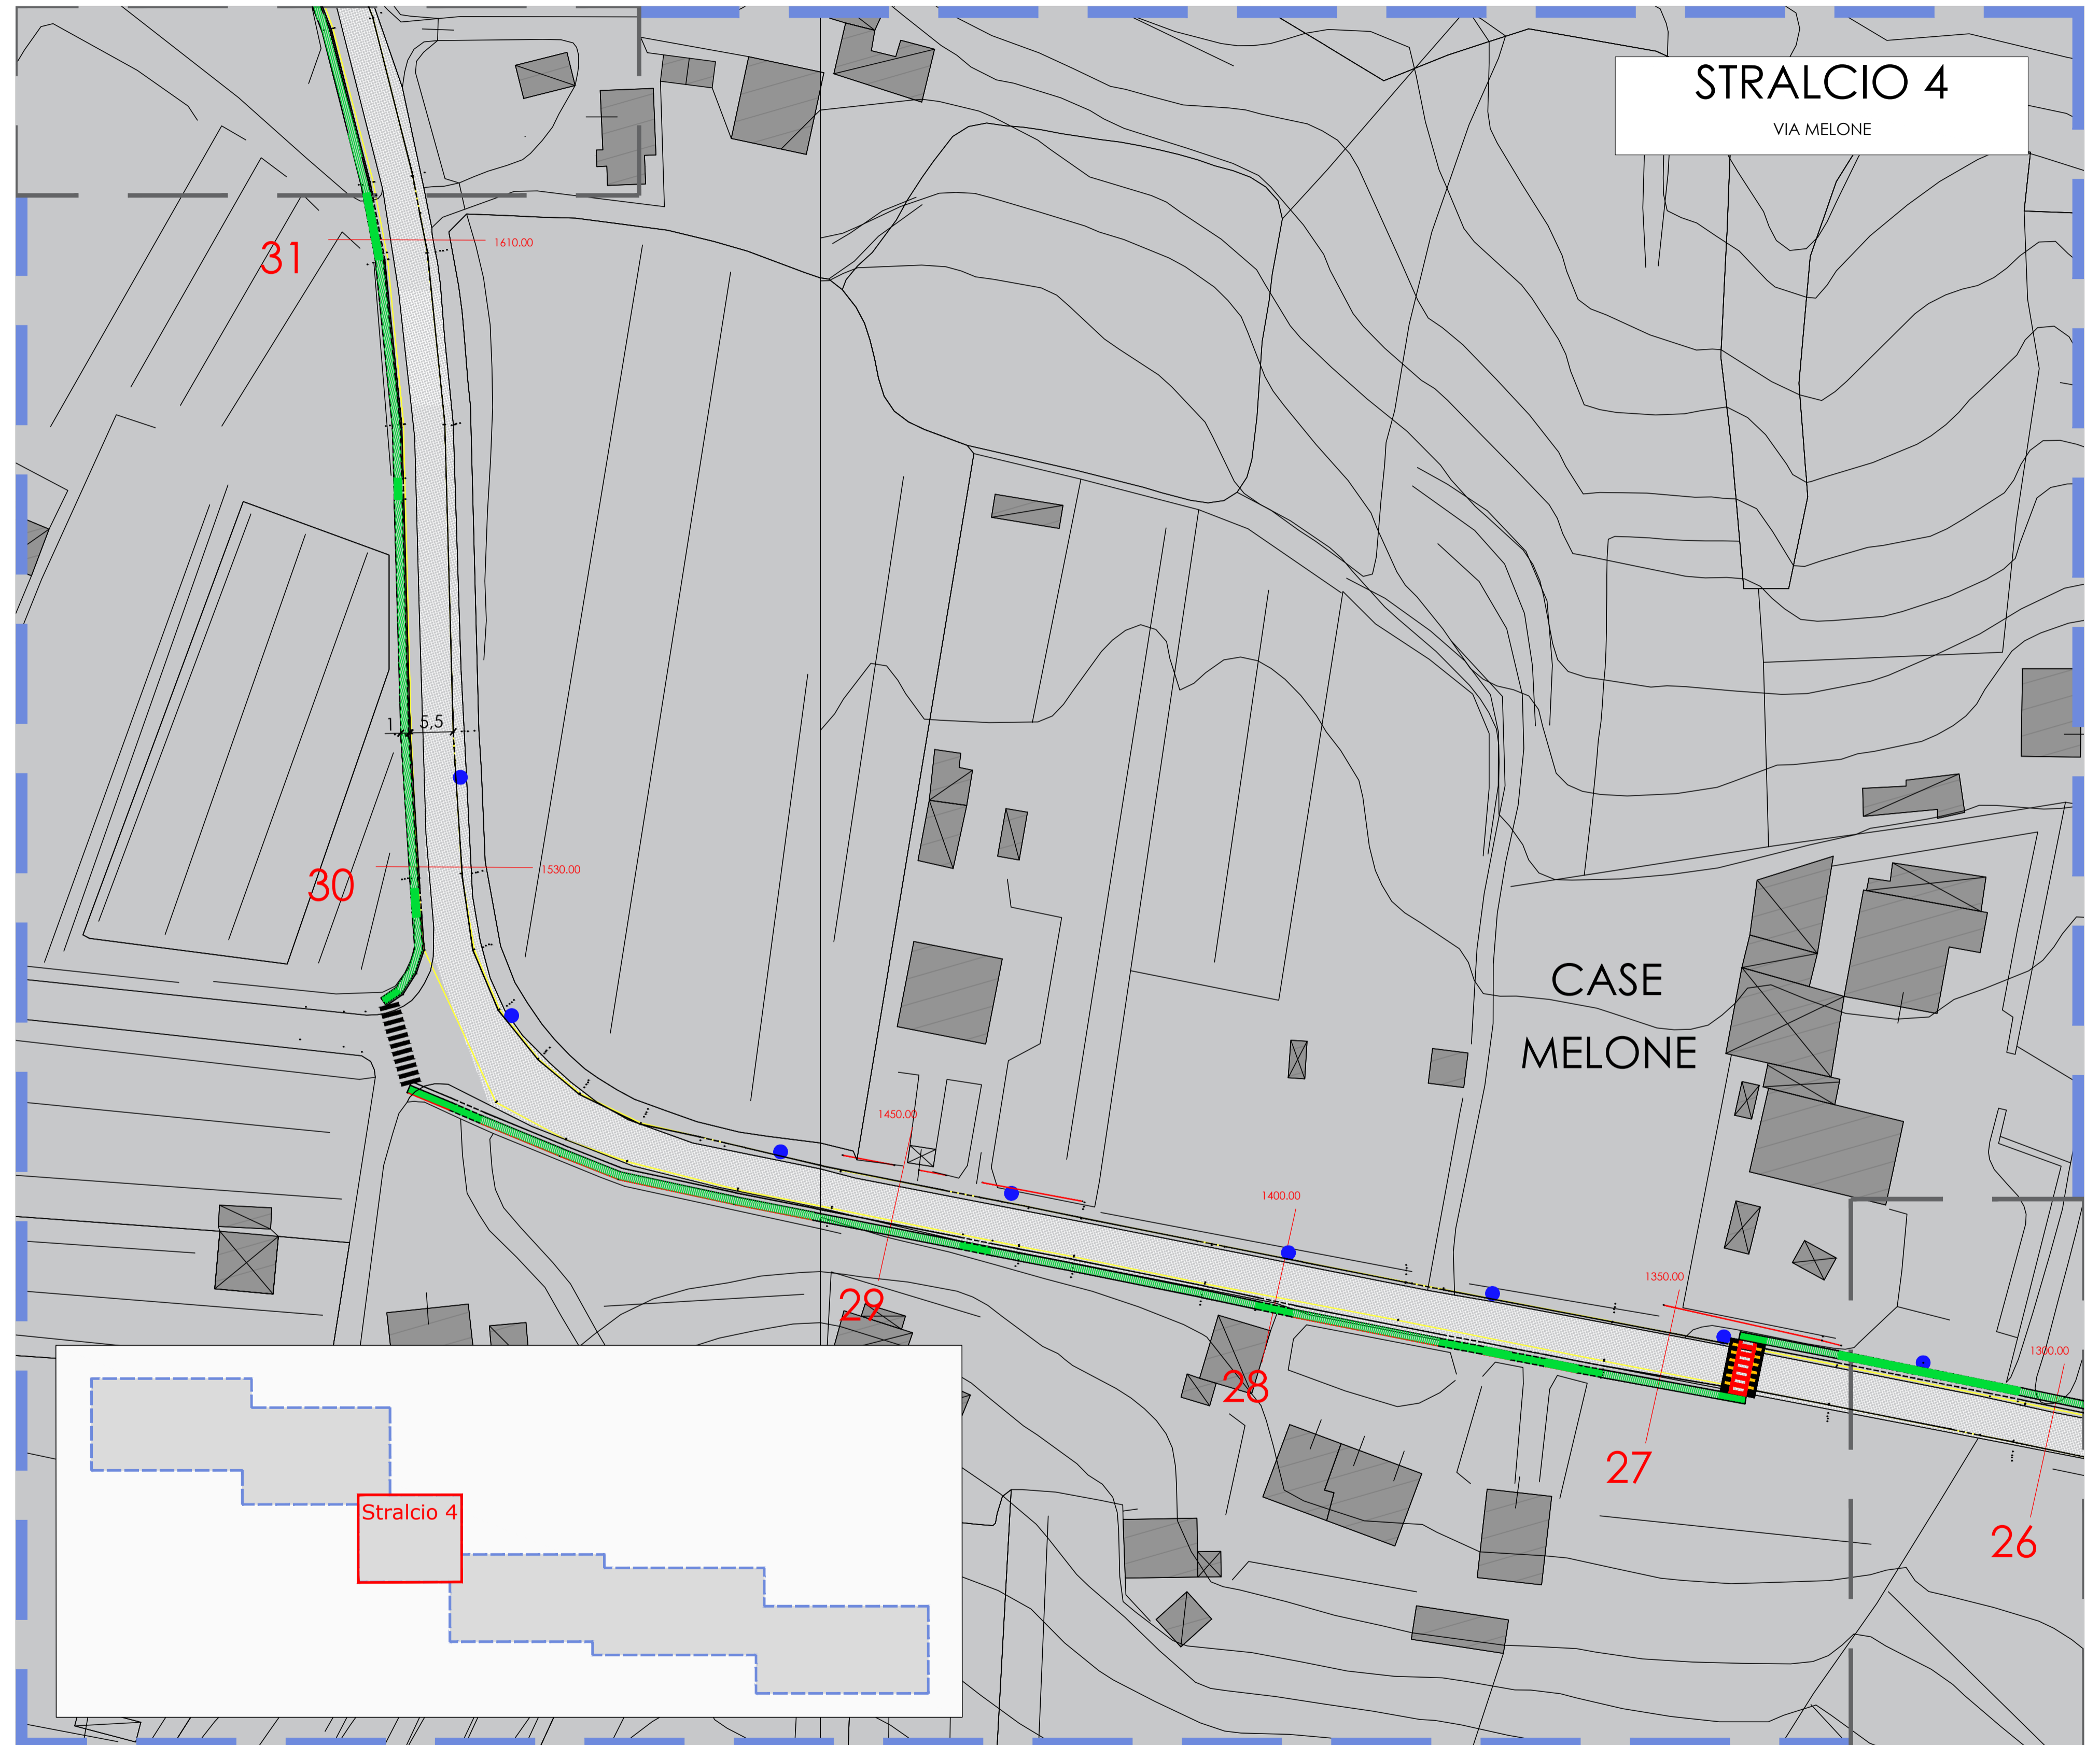 STRALCIO 4
VIA MELONE
31
1610.00
1
5,5
30
1530.00
CASE
MELONE
1450.00
29
1400.00
28
1350.00
27
1300.00
26
Stralcio 4